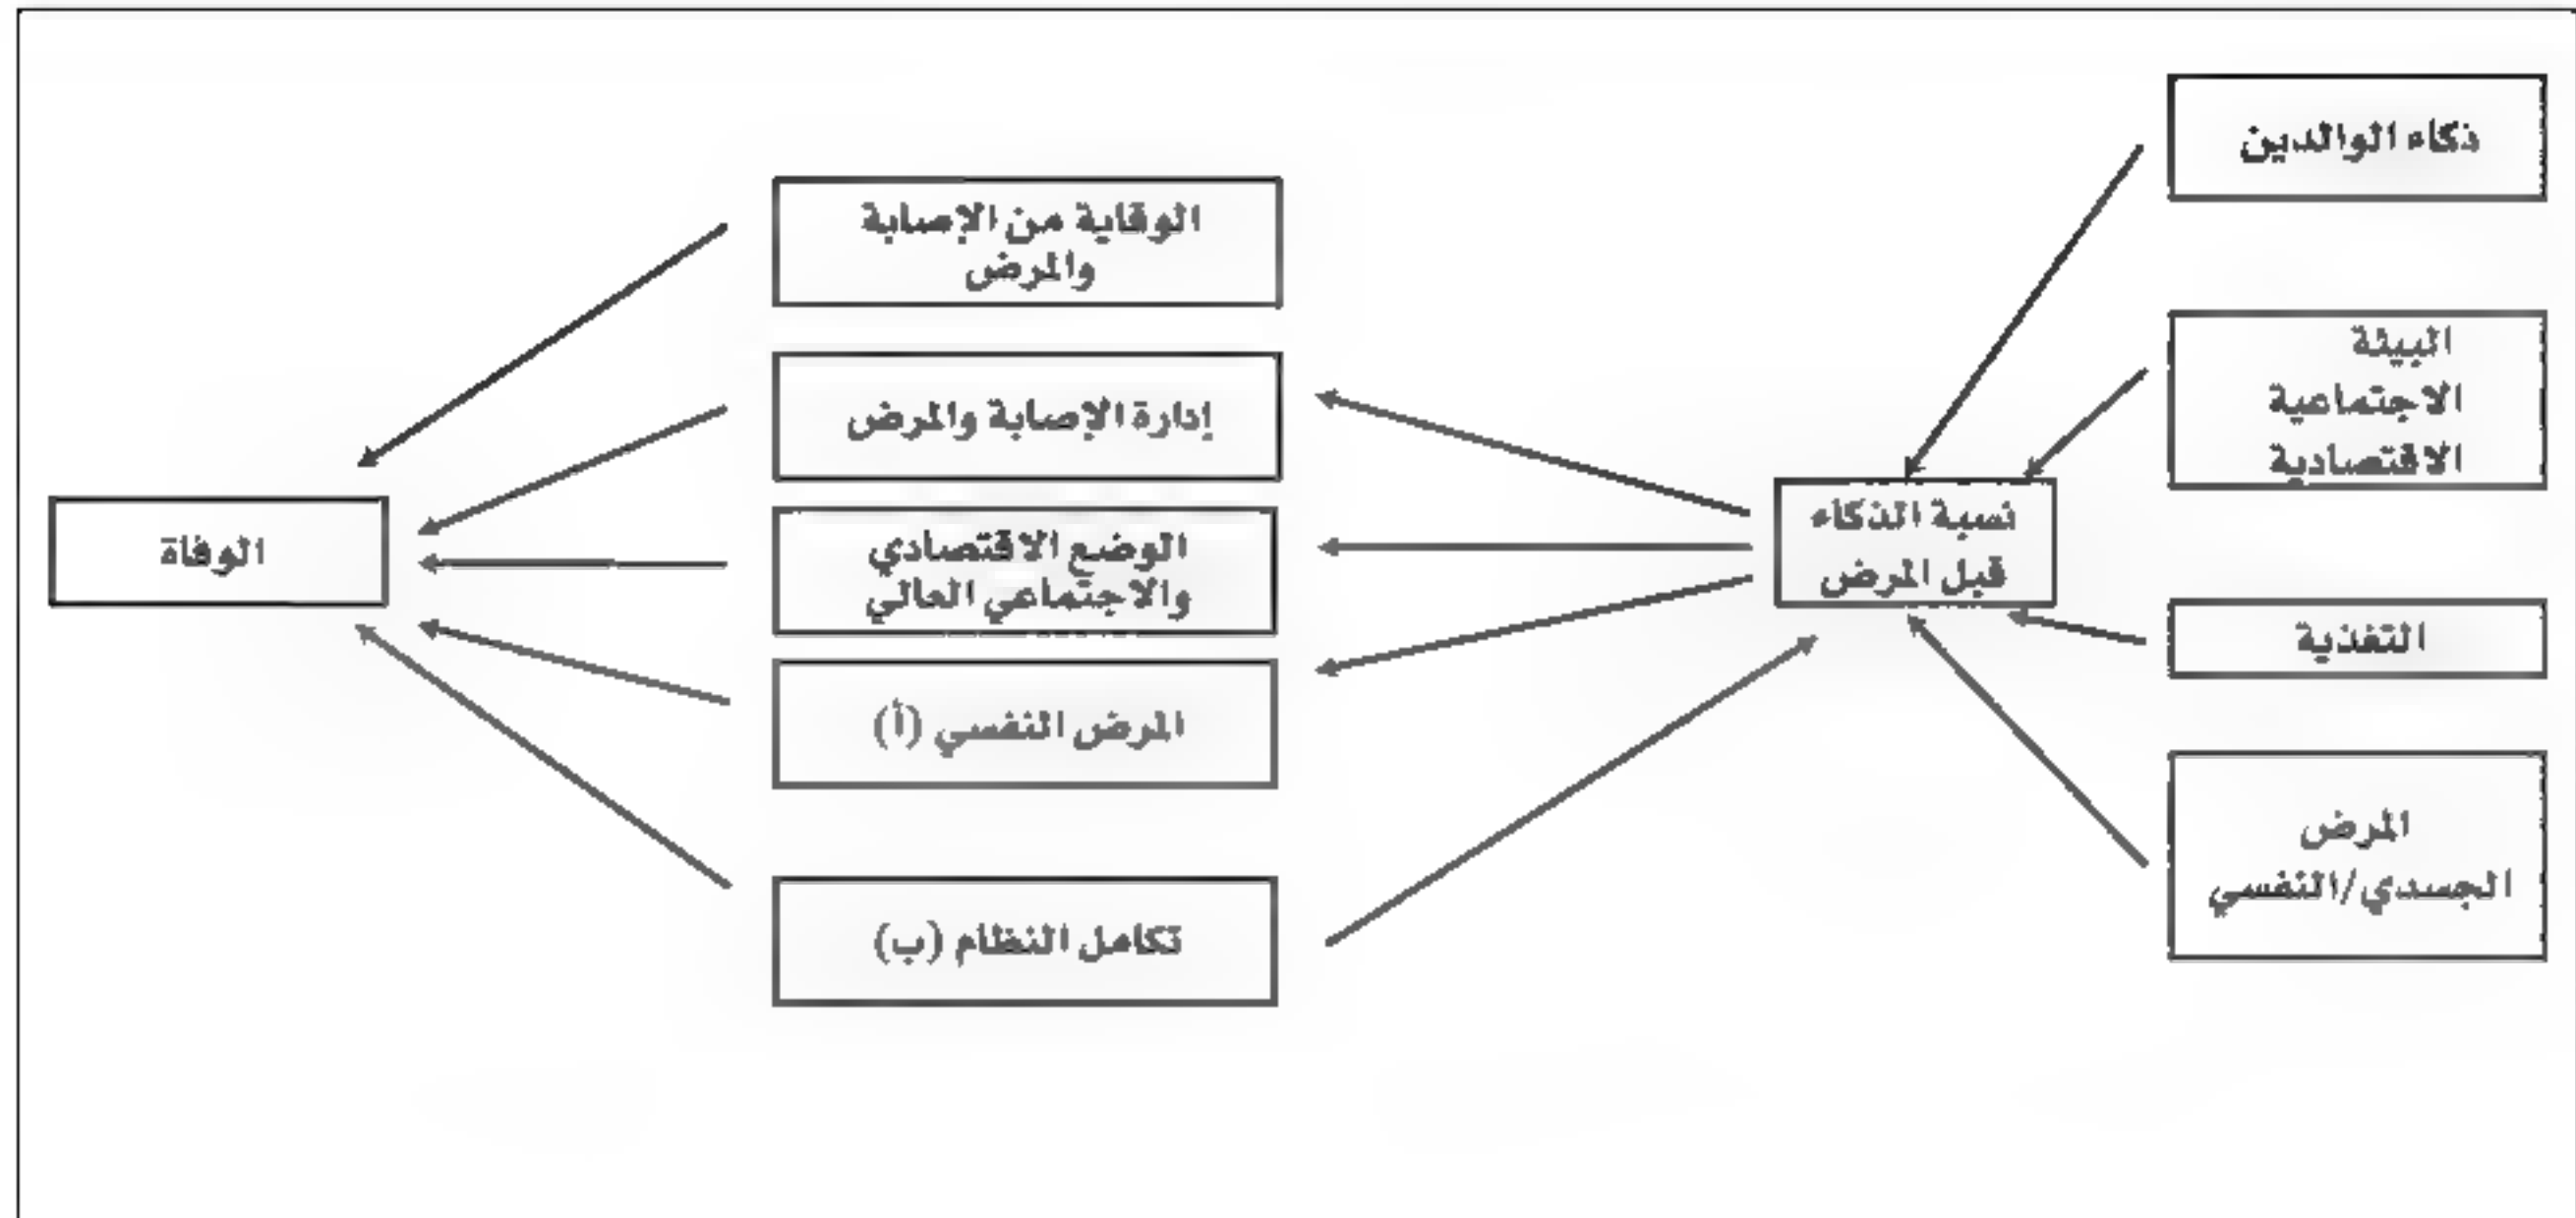 ذكاء الوالدين
البيئة
الاجتماعية
الاقتصادية
التغذية
المرض
الجسدي/النفسي
نسبة الذكاء
قبل المرض
الوقاية من الإصابة
والمرض
إدارة الإصابة والمرض
الوضع الاقتصادي
والاجتماعي العالي
المرض النفسي (أ)
تكامل النظام (ب)
الوفاة